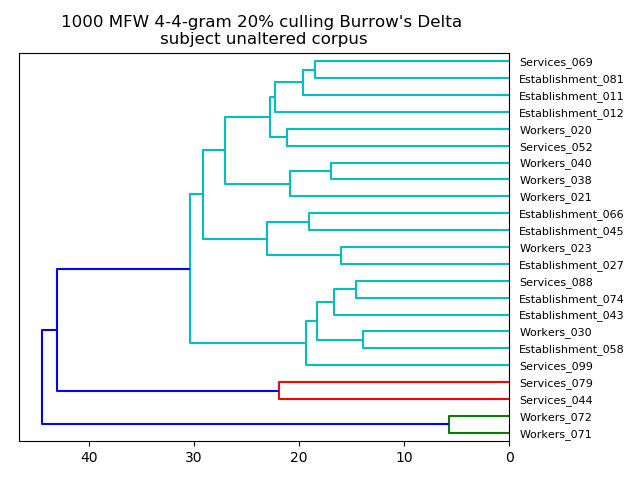 1000 MFW 4-4-gram 20% culling Burrow's Delta
subject unaltered corpus
Services_069
Establishment_081
Establishment_011
Establishment_012
Workers_020
Services_052
Workers_040
Workers_038
Workers_021
Establishment_066
Establishment_045
Workers_023
Establishment_027
Services_088
Establishment_074
Establishment_043
Workers_030
Establishment_058
Services_099
Services_079
Services_044
Workers_072
Workers_071
40 30 20 10 0